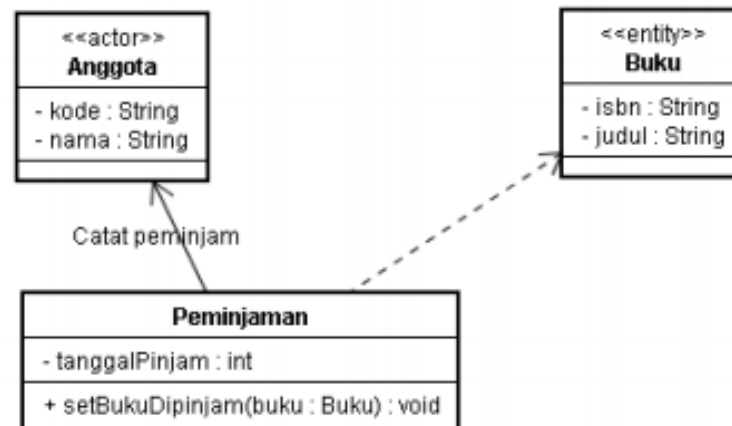 <<actor>>
Anggota
- kode : String
- nama : String
<<entity>>
Buku
- isbn : String
- judul : String
Catat peminjam
Peminjaman
- tanggalPinjam : int
+ setBukuDipinjam(buku : Buku) : void